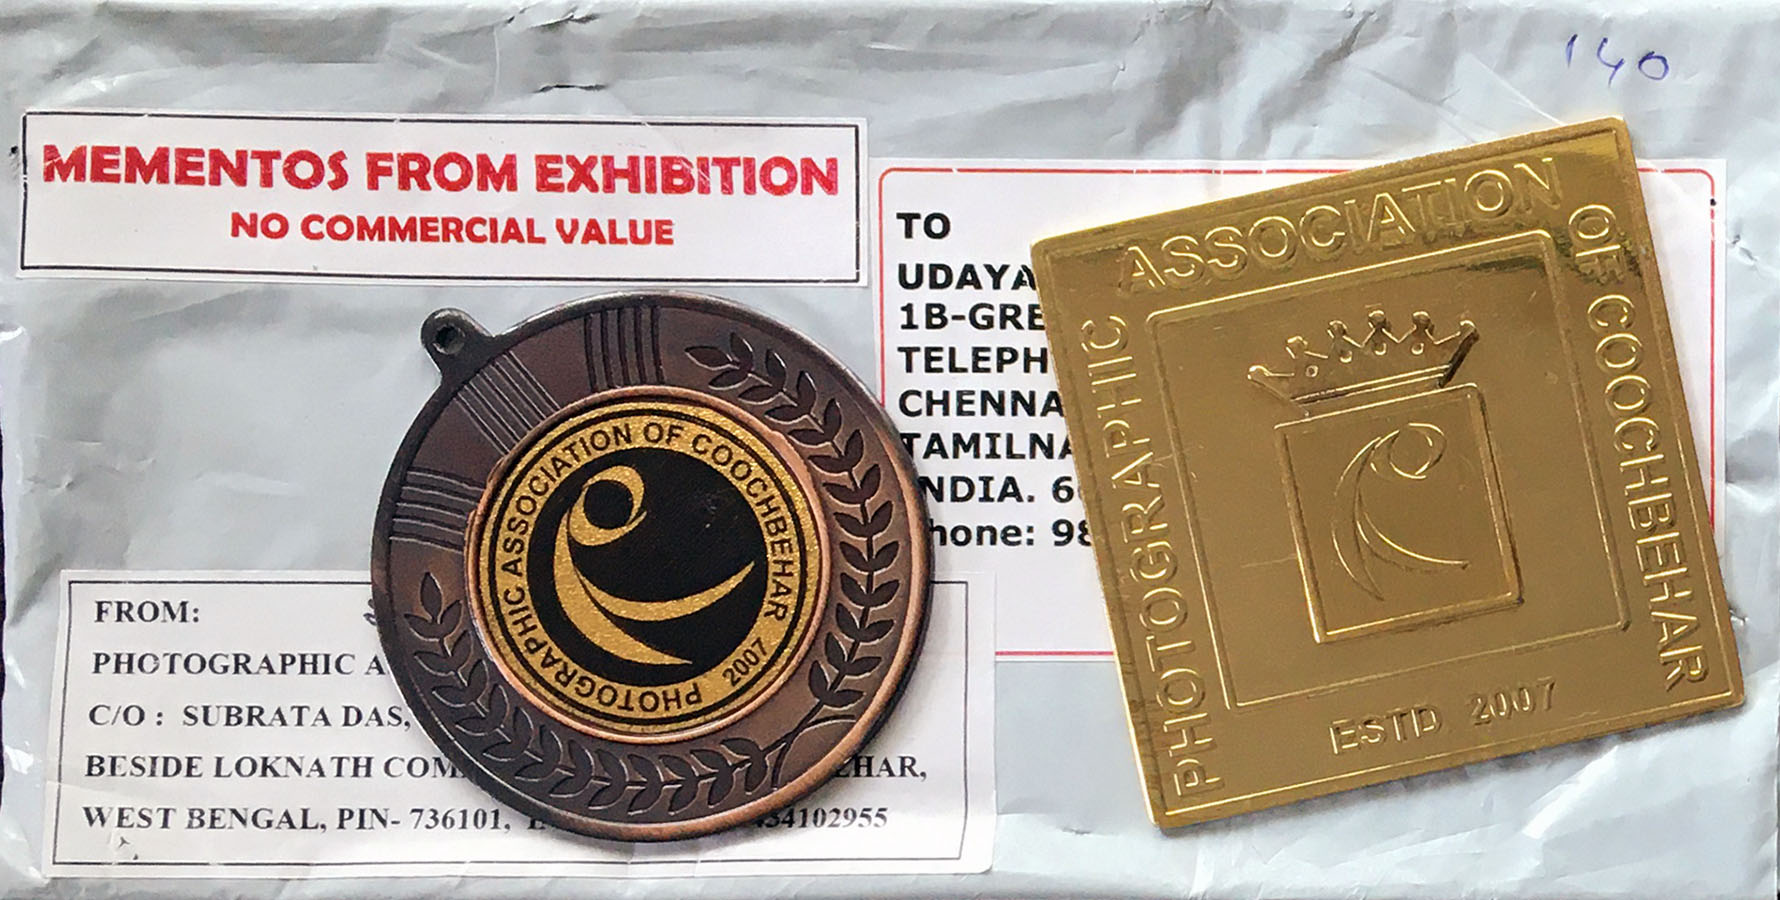 140
MEMENTOS FROM EXHIBITION
NO COMMERCIAL VALUE
TO
UDAYA
1B-GRE
TELEPH
CHENNA
TAMILNA
INDIA. 6
Phone: 98
FROM:
PHOTOGRAPHIC A
C/O : SUBRATA DAS,
BESIDE LOKNATH COM EHAR,
WEST BENGAL, PIN- 736101, 34102955
PHOTOGRAPHIC ASSOCIATION OF COOCHBEHAR
2007
PHOTOGRAPHIC ASSOCIATION OF COOCHBEHAR
ESTD 2007